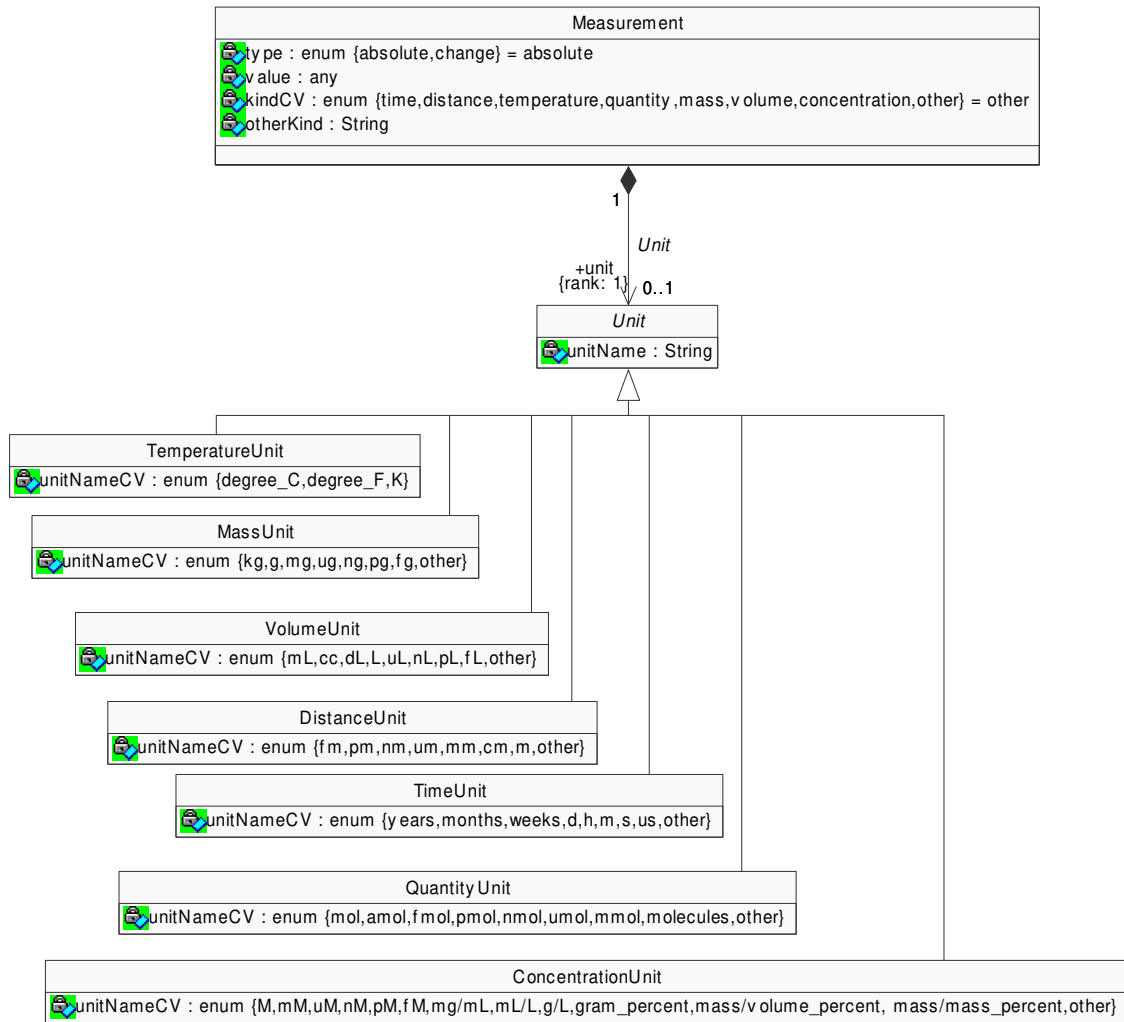 Measurement
type : enum {absolute,change} = absolute
value : any
kindCV : enum {time,distance,temperature,quantity,mass,volume,concentration,other} = other
otherKind : String
1
Unit
+unit
{rank: 1}
0..1
Unit
unitName : String
TemperatureUnit
unitNameCV : enum {degree_C,degree_F,K}
MassUnit
unitNameCV : enum {kg,g,mg,ug,ng,pg,fg,other}
VolumeUnit
unitNameCV : enum {mL,cc,dL,L,uL,nL,pL,fL,other}
DistanceUnit
unitNameCV : enum {fm,pm,nm,um,mm,cm,m,other}
TimeUnit
unitNameCV : enum {years,months,weeks,d,h,m,s,us,other}
QuantityUnit
unitNameCV : enum {mol,amol,fmol,pmol,nmol,umol,mmol,molecules,other}
ConcentrationUnit
unitNameCV : enum {M,mM,uM,nM,pM,fM,mg/mL,mL/L,g/L,gram_percent,mass/volume_percent, mass/mass_percent,other}